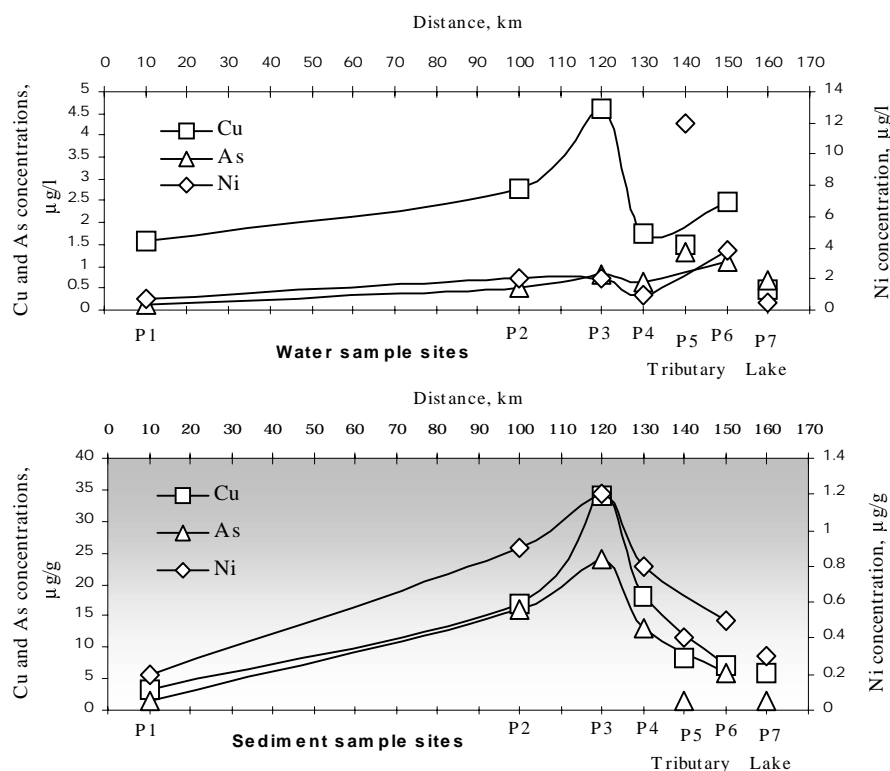 Distance, km
0 10 20 30 40 50 60 70 80 90 100 110 120 130 140 150 160 170
Cu and As concentrations,
µg/l
5
4.5
4
3.5
3
2.5
2
1.5
1
0.5
0
Cu
As
Ni
14
12
10
8
6
4
2
0
Ni concentration, µg/l
P1 P2 P3 P4 P5 P6 P7
Water sample sites
Tributary Lake
Distance, km
0 10 20 30 40 50 60 70 80 90 100 110 120 130 140 150 160 170
Cu and As concentrations,
µg/g
40
35
30
25
20
15
10
5
0
Cu
As
Ni
1.4
1.2
1
0.8
0.6
0.4
0.2
0
Ni concentration, µg/g
P1 P2 P3 P4 P5 P6 P7
Sediment sample sites
Tributary Lake